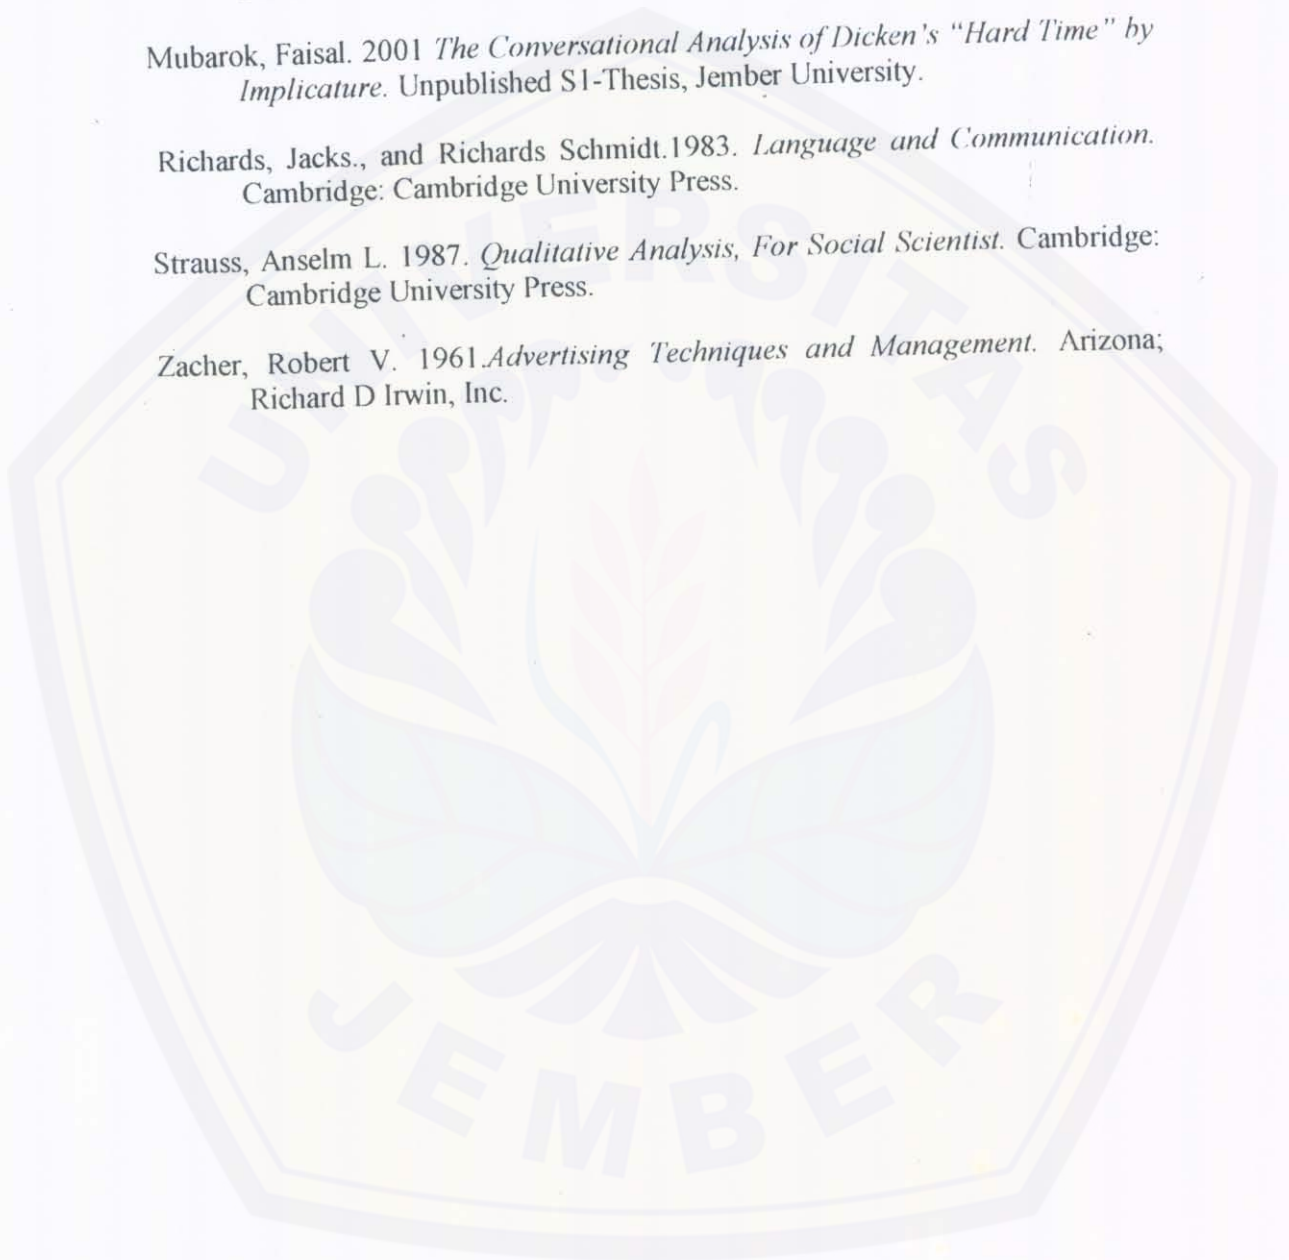 Mubarok, Faisal. 2001 The Conversational Analysis of Dicken's "Hard Time" by
Implicature. Unpublished S1-Thesis, Jember University.
Richards, Jacks., and Richards Schmidt.1983. Language and Communication.
Cambridge: Cambridge University Press.
Strauss, Anselm L. 1987. Qualitative Analysis, For Social Scientist. Cambridge:
Cambridge University Press.
Zacher, Robert V. 1961.Advertising Techniques and Management. Arizona;
Richard D Irwin, Inc.
UNIVERSITAS
JEMBER